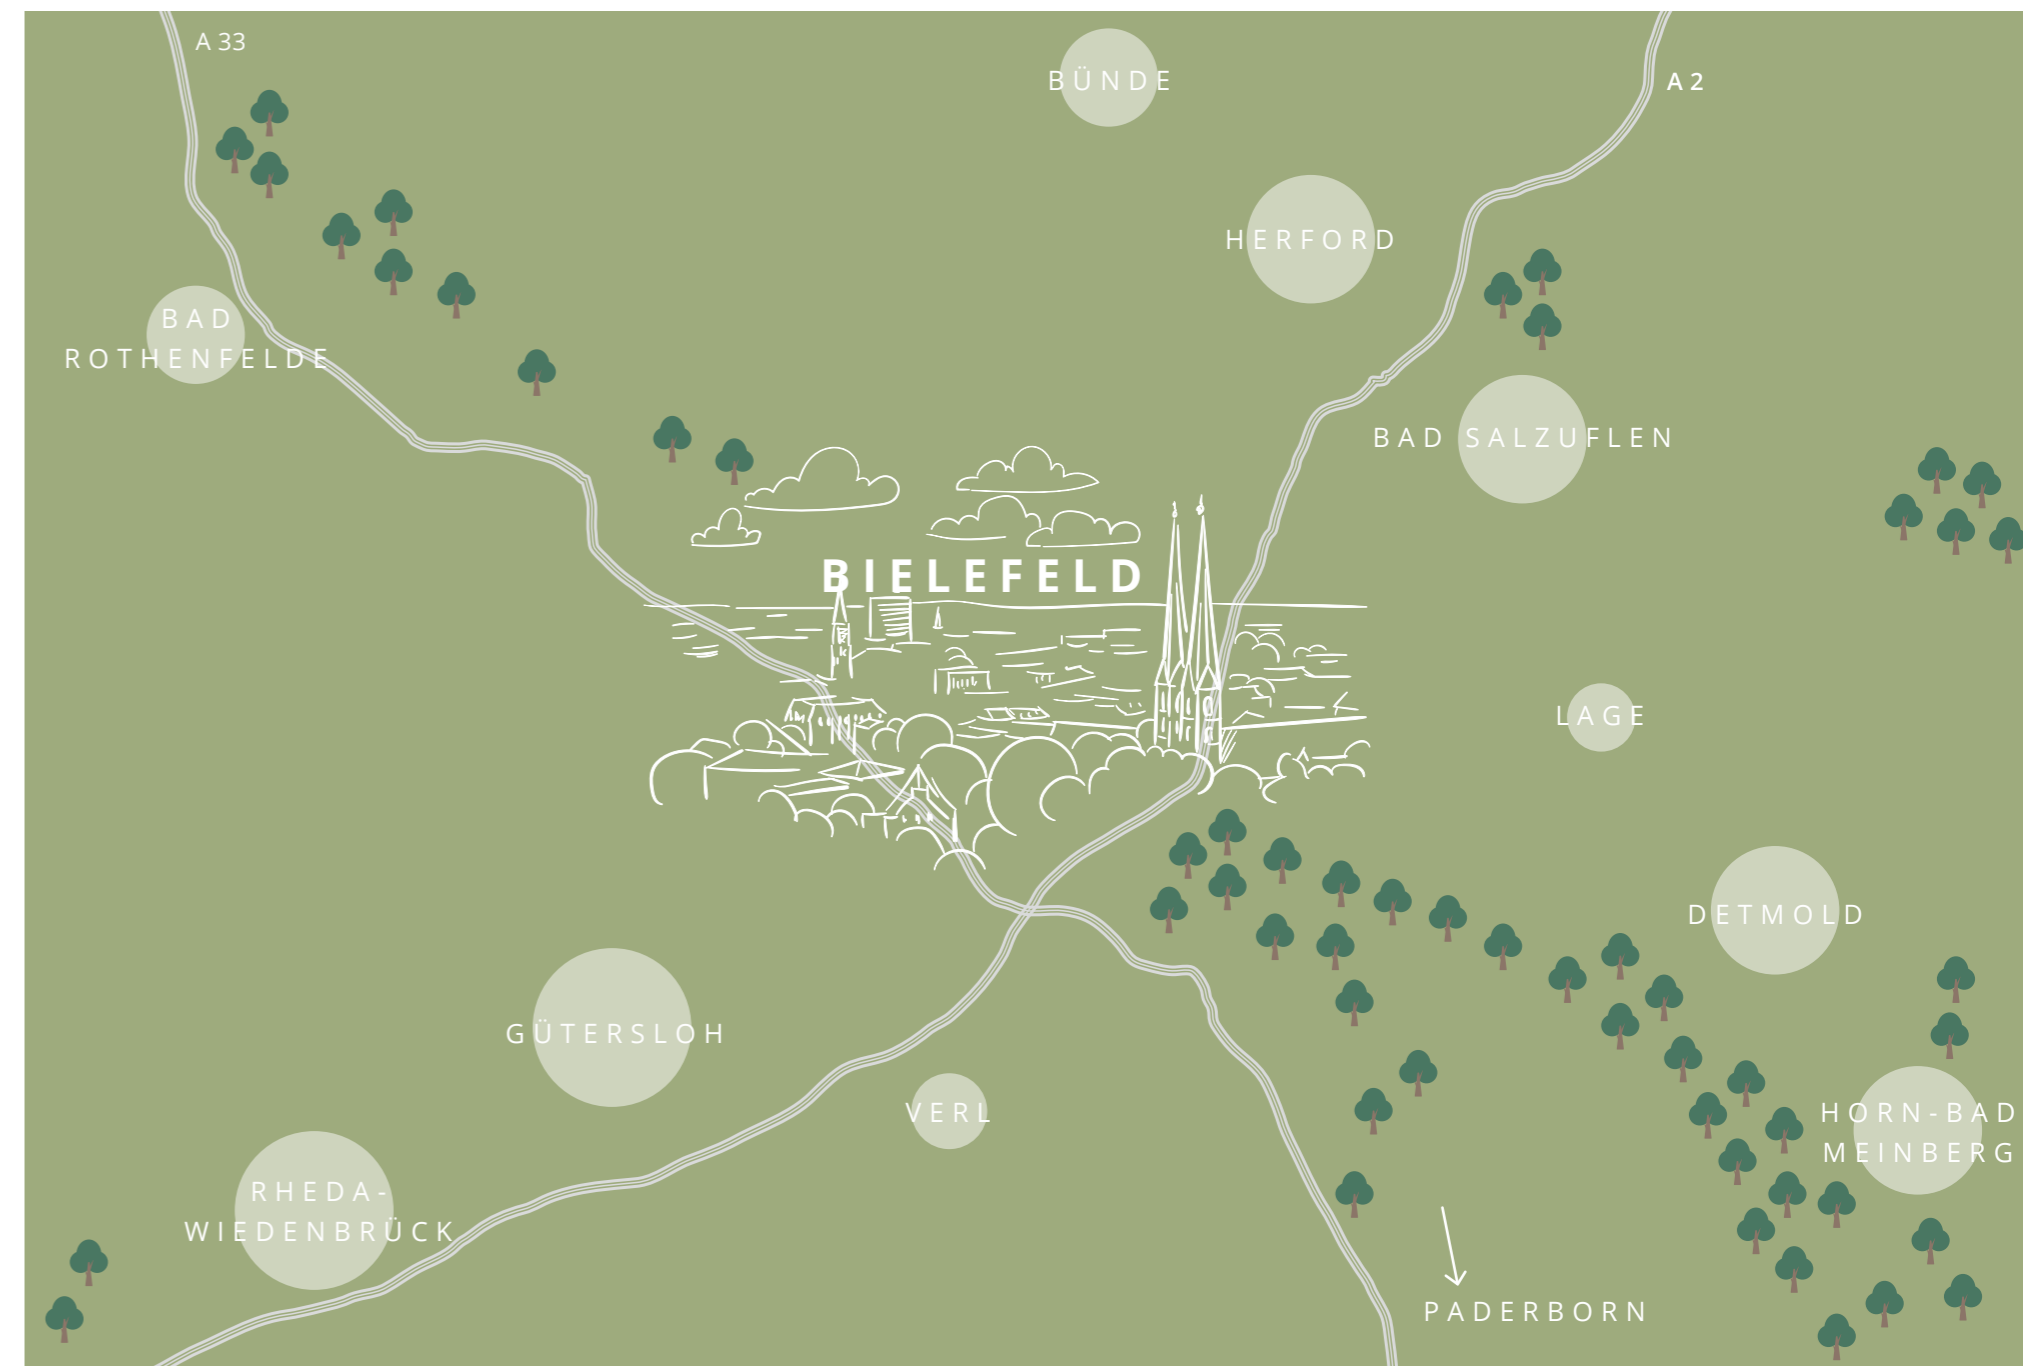 A 33
BÜNDE
A 2
HERFORD
BAD
ROTHENFELDE
BAD SALZUFLEN
BIELEFELD
LAGE
DETMOLD
GÜTERSLOH
VERL
HORN-BAD
MEINBERG
RHEDA-
WIEDENBRÜCK
PADERBORN